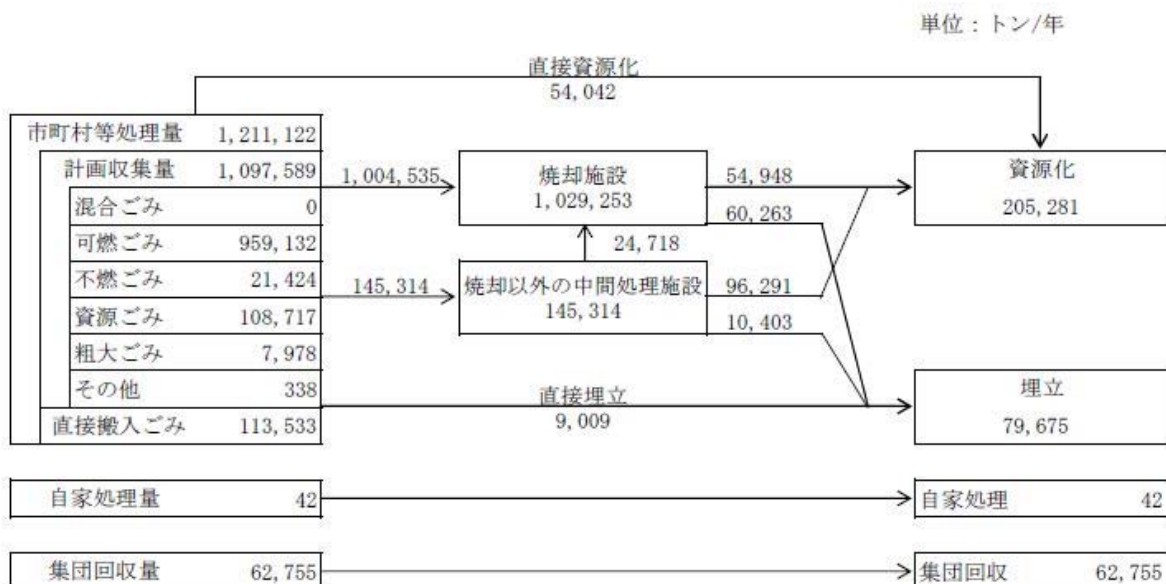 単位：トン/年
直接資源化
54,042
市町村等処理量 1,211,122
計画収集量 1,097,589
混合ごみ 0
可燃ごみ 959,132
不燃ごみ 21,424
資源ごみ 108,717
粗大ごみ 7,978
その他 338
直接搬入ごみ 113,533
1,004,535
145,314
焼却施設
1,029,253
24,718
焼却以外の中間処理施設
145,314
54,948
60,263
96,291
10,403
直接埋立
9,009
資源化
205,281
埋立
79,675
自家処理量 42
自家処理 42
集団回収量 62,755
集団回収 62,755